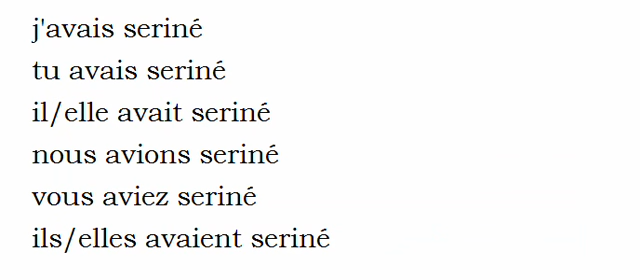 j'avais seriné
tu avais seriné
il/elle avait seriné
nous avions seriné
vous aviez seriné
ils/elles avaient seriné